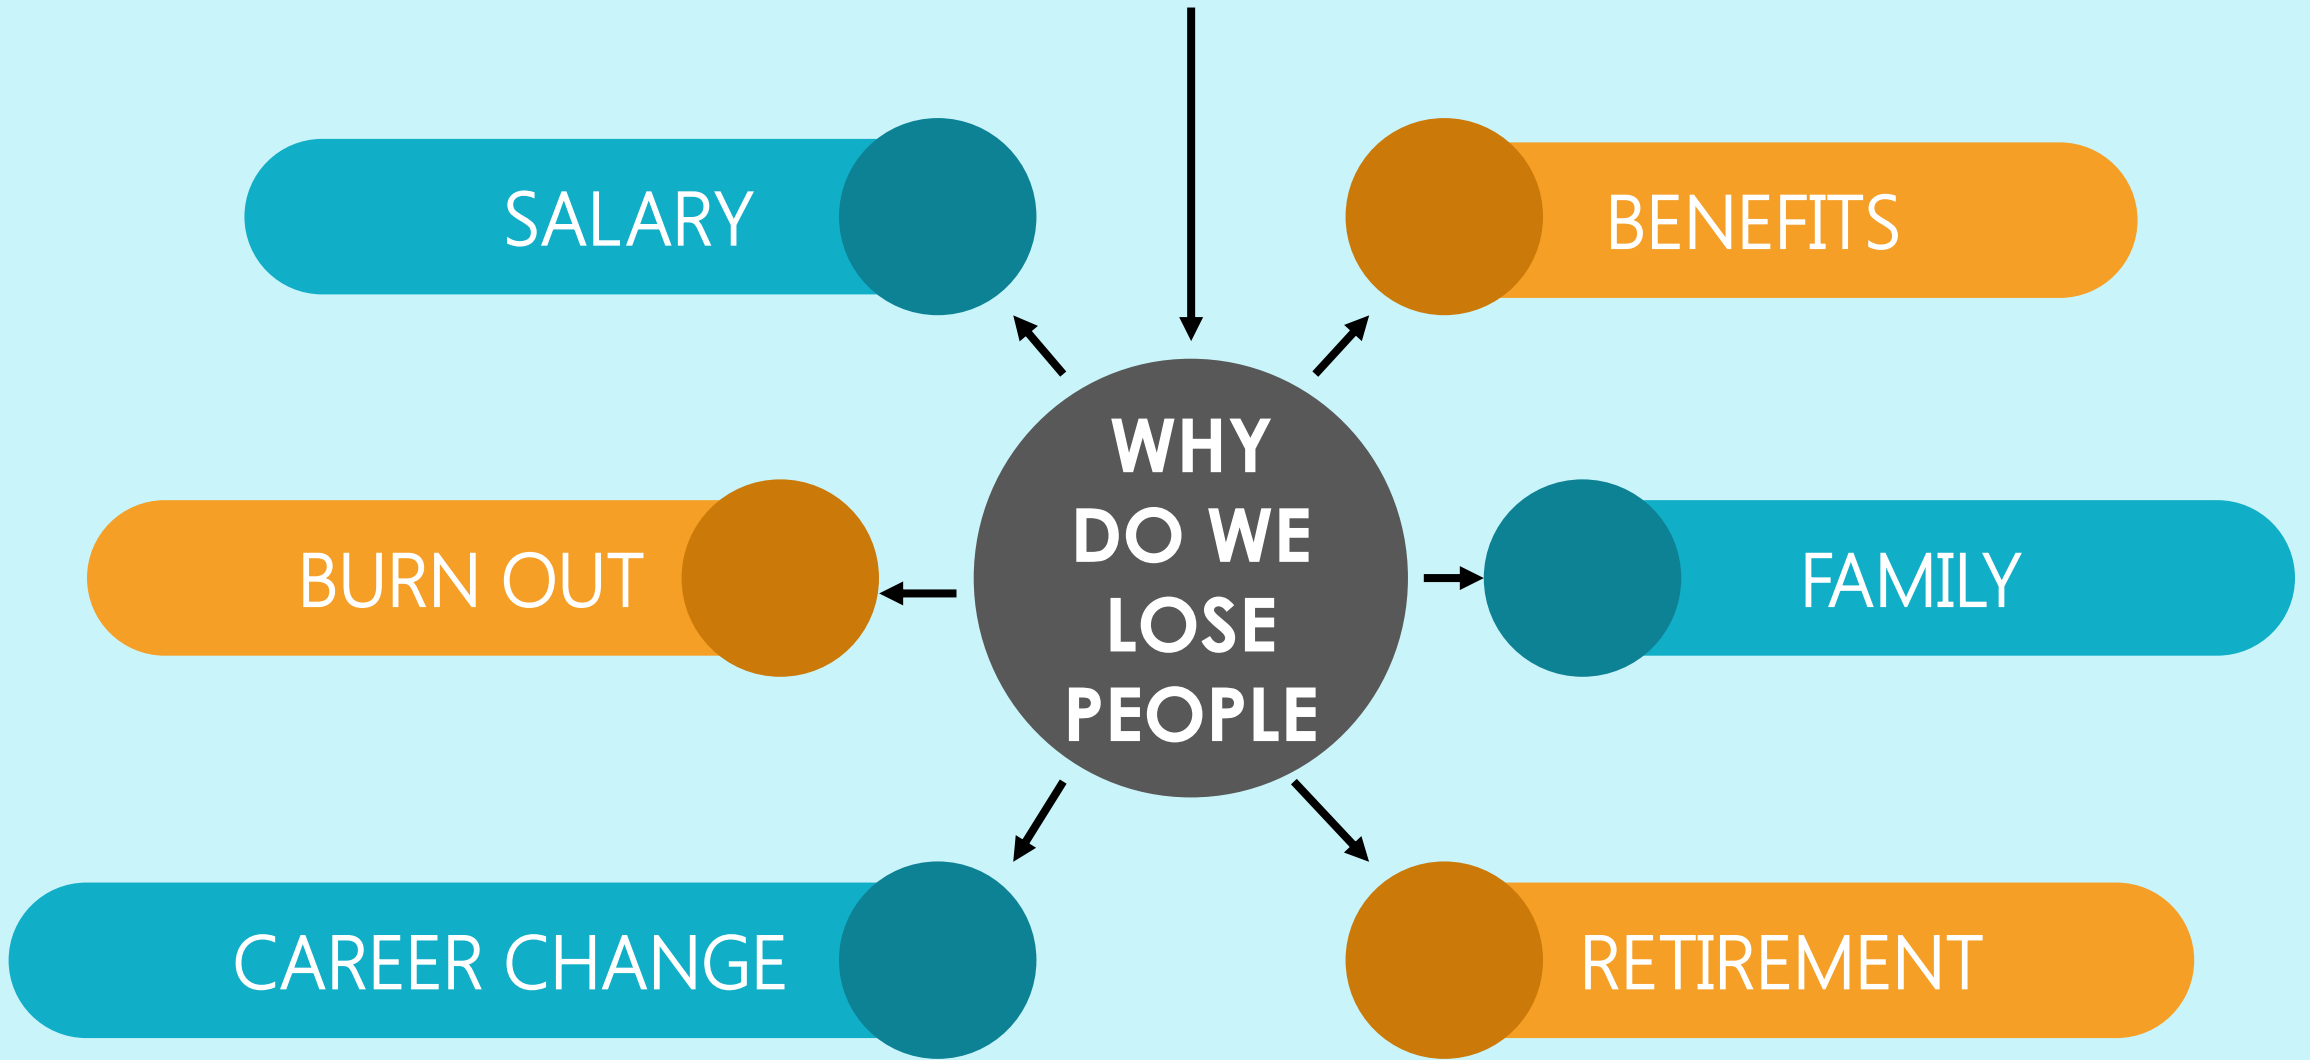 SALARY
BENEFITS
WHY
DO WE
LOSE
PEOPLE
BURN OUT
FAMILY
CAREER CHANGE
RETIREMENT